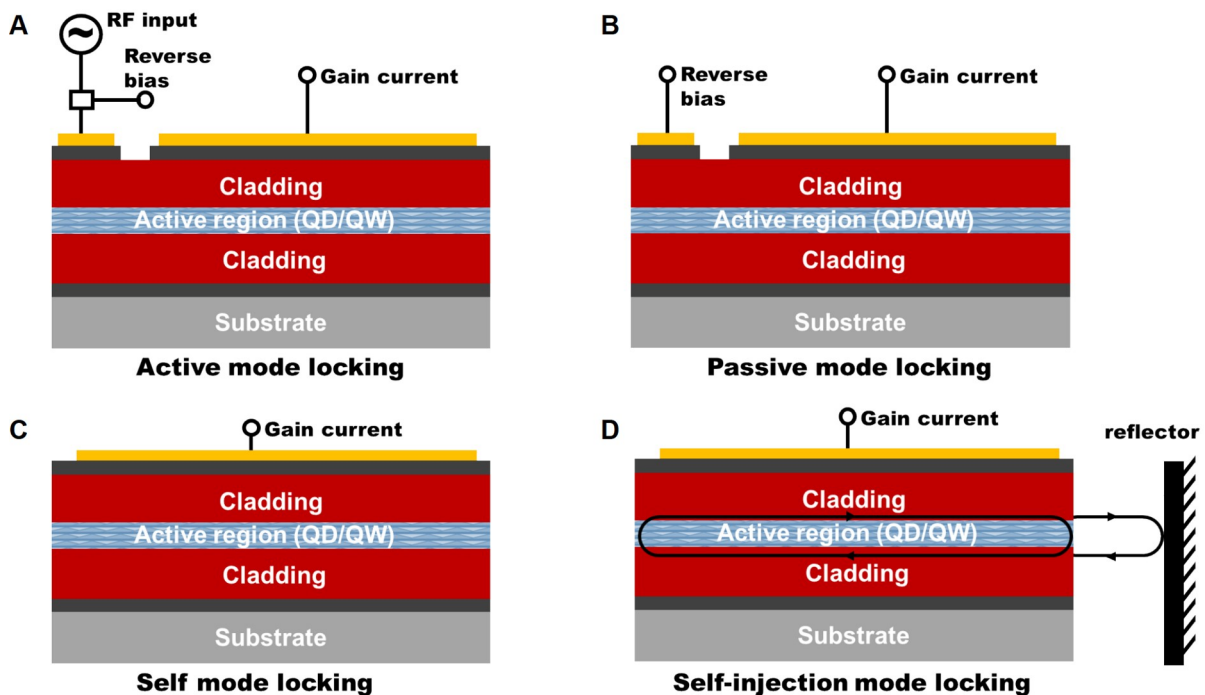 A
RF input
Reverse
bias
Gain current
Cladding
Active region (QD/QW)
Cladding
Substrate
Active mode locking
B
Reverse
bias
Gain current
Cladding
Active region (QD/QW)
Cladding
Substrate
Passive mode locking
C
Gain current
Cladding
Active region (QD/QW)
Cladding
Substrate
Self mode locking
D
Gain current
reflector
Cladding
Active region (QD/QW)
Cladding
Substrate
Self-injection mode locking